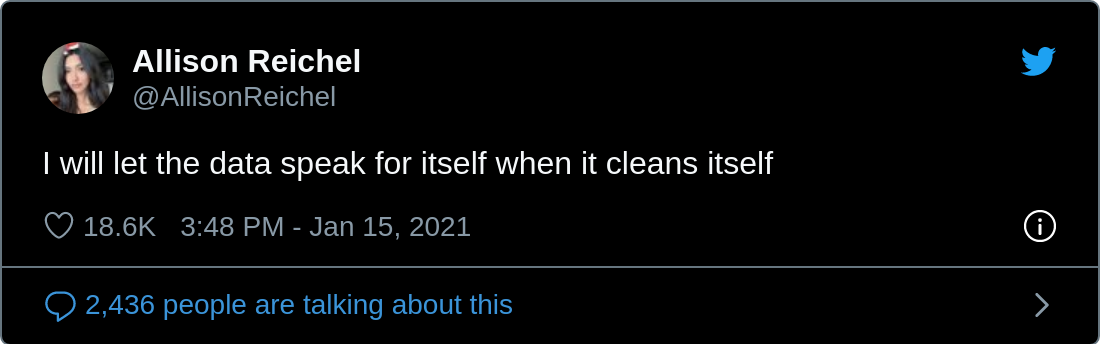 Allison Reichel
@AllisonReichel
I will let the data speak for itself when it cleans itself
18.6K 3:48 PM - Jan 15, 2021
2,436 people are talking about this